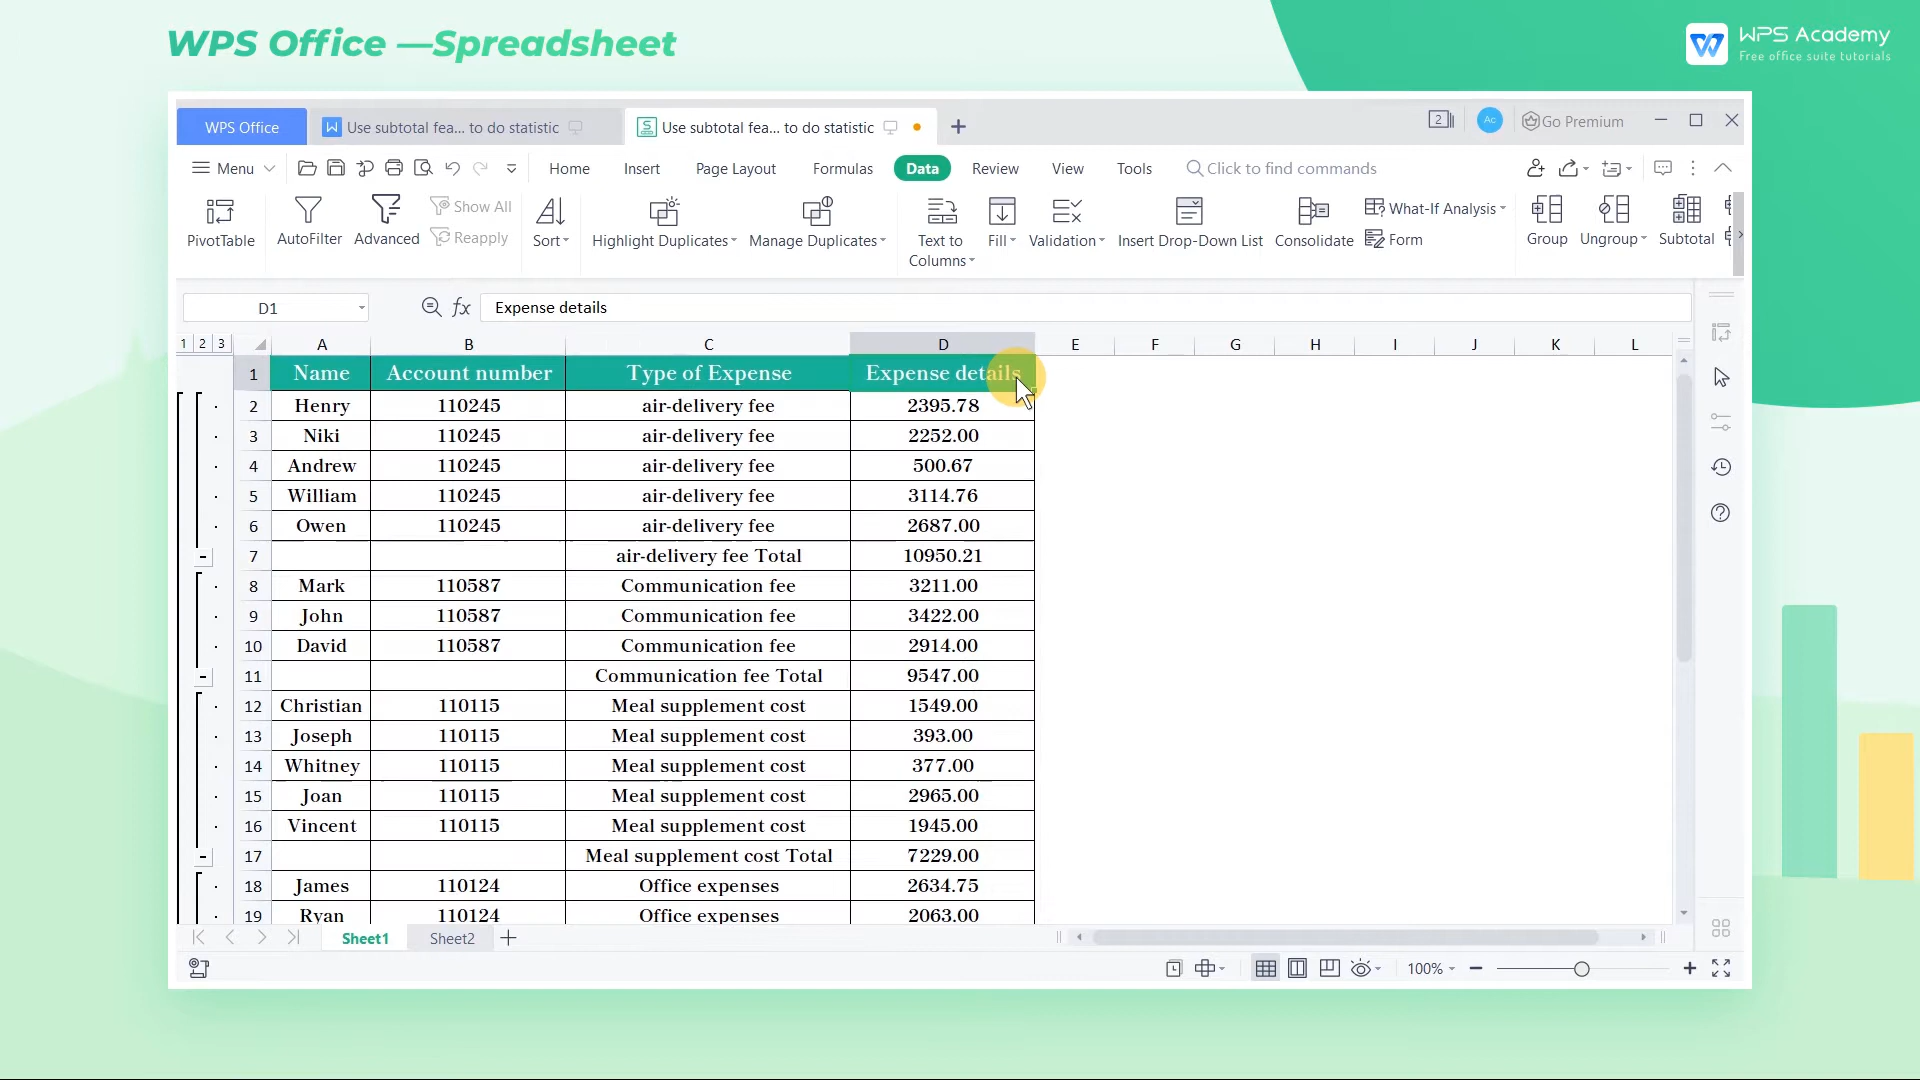 WPS Office —Spreadsheet
WPS Academy
Free office suite tutorials
WPS Office
Use subtotal fea... to do statistic
Use subtotal fea... to do statistic
2
Ac
Go Premium
Menu
Home
Insert
Page Layout
Formulas
Data
Review
View
Tools
Click to find commands
PivotTable
AutoFilter
Advanced
Show All
Reapply
Sort
Highlight Duplicates
Manage Duplicates
Text to
Columns
Fill
Validation
Insert Drop-Down List
Consolidate
What-If Analysis
Form
Group
Ungroup
Subtotal
D1
fx
Expense details
1 2 3
A B C D E F G H I J K L
1 Name Account number Type of Expense Expense details
2 Henry 110245 air-delivery fee 2395.78
3 Niki 110245 air-delivery fee 2252.00
4 Andrew 110245 air-delivery fee 500.67
5 William 110245 air-delivery fee 3114.76
6 Owen 110245 air-delivery fee 2687.00
7 air-delivery fee Total 10950.21
8 Mark 110587 Communication fee 3211.00
9 John 110587 Communication fee 3422.00
10 David 110587 Communication fee 2914.00
11 Communication fee Total 9547.00
12 Christian 110115 Meal supplement cost 1549.00
13 Joseph 110115 Meal supplement cost 393.00
14 Whitney 110115 Meal supplement cost 377.00
15 Joan 110115 Meal supplement cost 2965.00
16 Vincent 110115 Meal supplement cost 1945.00
17 Meal supplement cost Total 7229.00
18 James 110124 Office expenses 2634.75
19 Ryan 110124 Office expenses 2063.00
Sheet1
Sheet2
100%